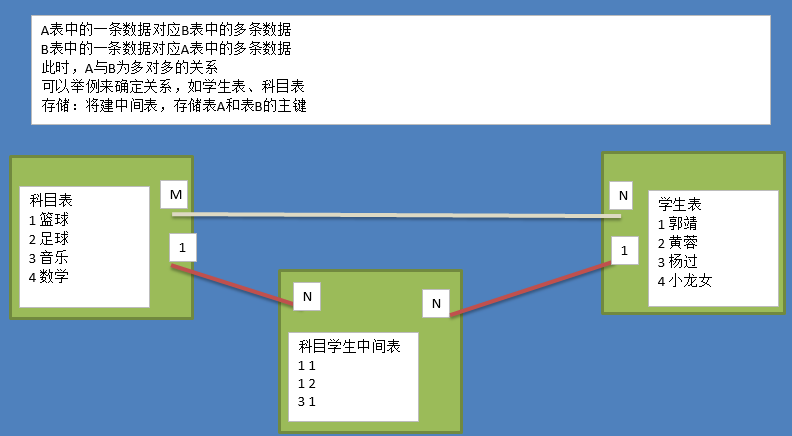 A表中的一条数据对应B表中的多条数据
B表中的一条数据对应A表中的多条数据
此时，A与B为多对多的关系
可以举例来确定关系，如学生表、科目表
存储：将建中间表，存储表A和表B的主键
科目表
1 篮球
2 足球
3 音乐
4 数学
M
1
N
1
学生表
1 郭靖
2 黄蓉
3 杨过
4 小龙女
N
N
科目学生中间表
1 1
1 2
3 1